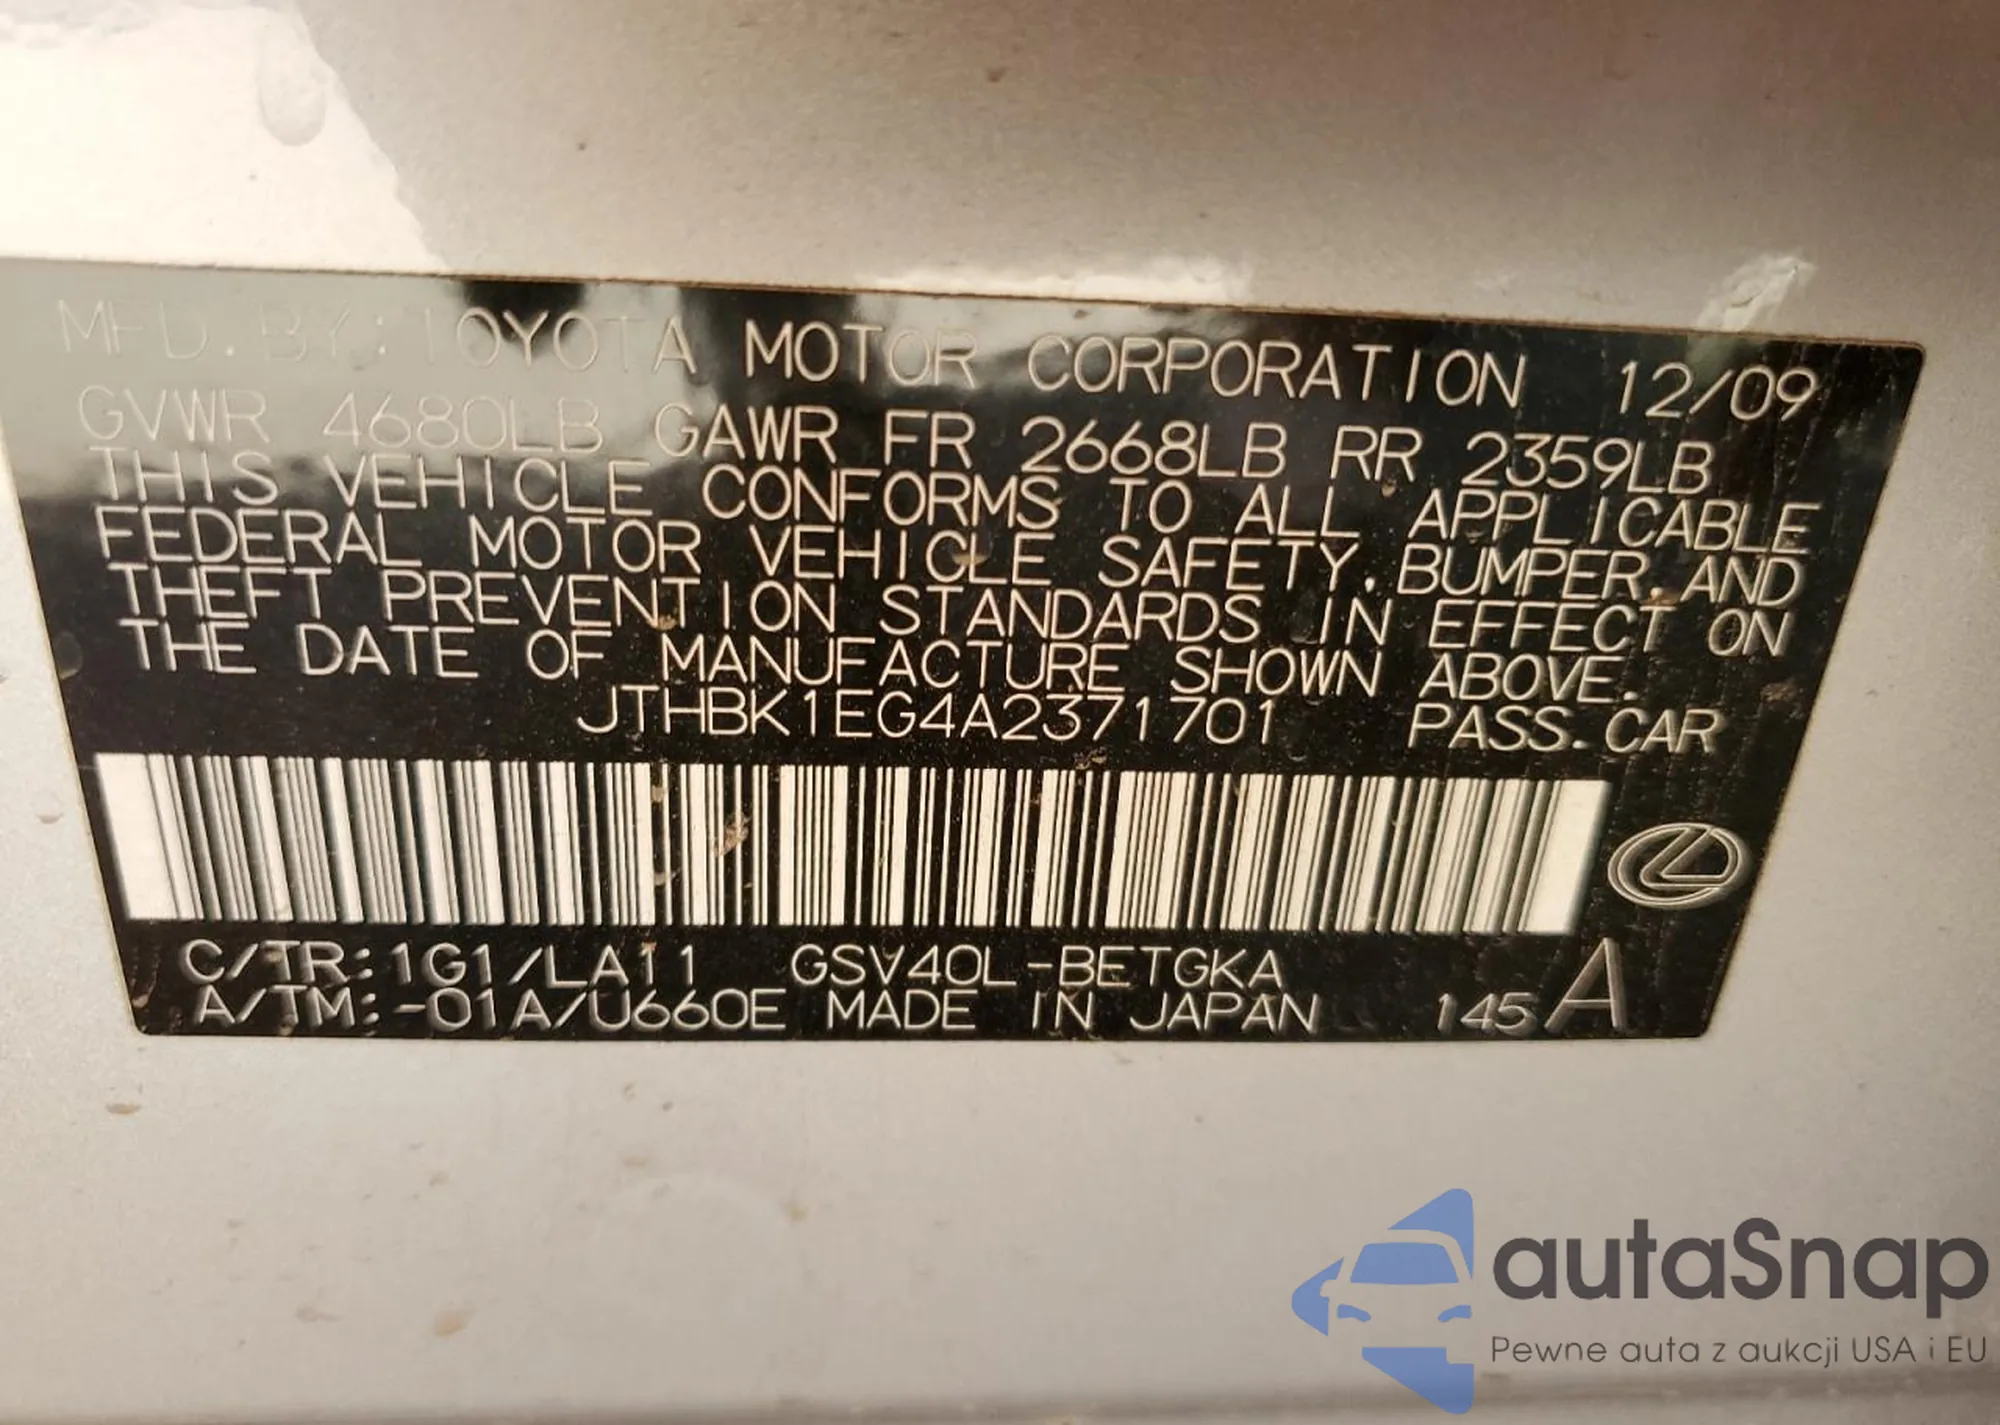 MFD. BY: TOYOTA MOTOR CORPORATION 12/09
GVWR 4680LB GAWR FR 2668LB RR 2359LB
THIS VEHICLE CONFORMS TO ALL APPLICABLE
FEDERAL MOTOR VEHICLE SAFETY, BUMPER, AND
THEFT PREVENTION STANDARDS IN EFFECT ON
THE DATE OF MANUFACTURE SHOWN ABOVE.
JTHBK1EG4A2371701 PASS. CAR
C/TR: 1G1/LA11 GSV40L-BETGKA
A/TM: -01A/U660E MADE IN JAPAN 145 A
autaSnap
Pewne auta z aukcji USA i EU